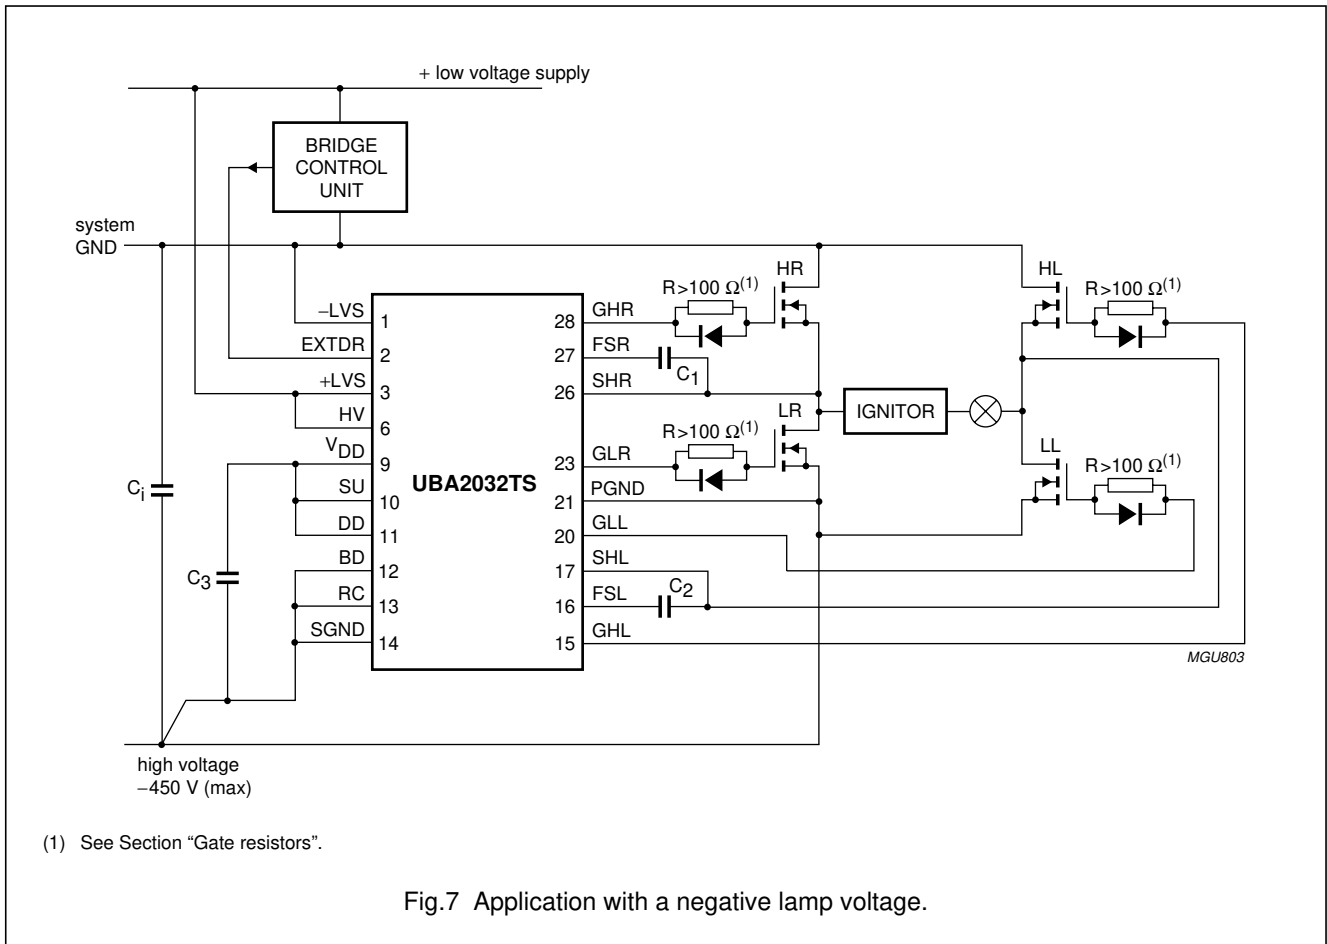 + low voltage supply
BRIDGE
CONTROL
UNIT
system
GND
−LVS
1
EXTDR
2
+LVS
3
HV
6
VDD
9
SU
10
DD
11
BD
12
RC
13
SGND
14
Ci
C3
UBA2032TS
28
GHR
27
FSR
26
SHR
23
GLR
21
PGND
20
GLL
17
SHL
16
FSL
15
GHL
R>100 Ω(1)
HR
C1
R>100 Ω(1)
LR
C2
IGNITOR
HL
R>100 Ω(1)
LL
R>100 Ω(1)
MGU803
high voltage
−450 V (max)
(1) See Section “Gate resistors”.
Fig.7 Application with a negative lamp voltage.